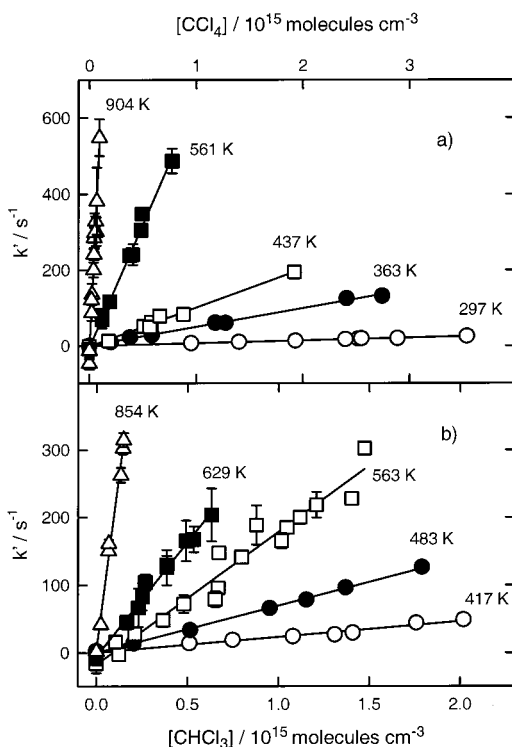 [CCl4] / 10^15 molecules cm^-3
0 1 2 3
600
400
200
0
k' / s^-1
904 K
561 K
437 K
363 K
297 K
a)
300
200
100
0
k' / s^-1
854 K
629 K
563 K
483 K
417 K
b)
0.0 0.5 1.0 1.5 2.0
[CHCl3] / 10^15 molecules cm^-3